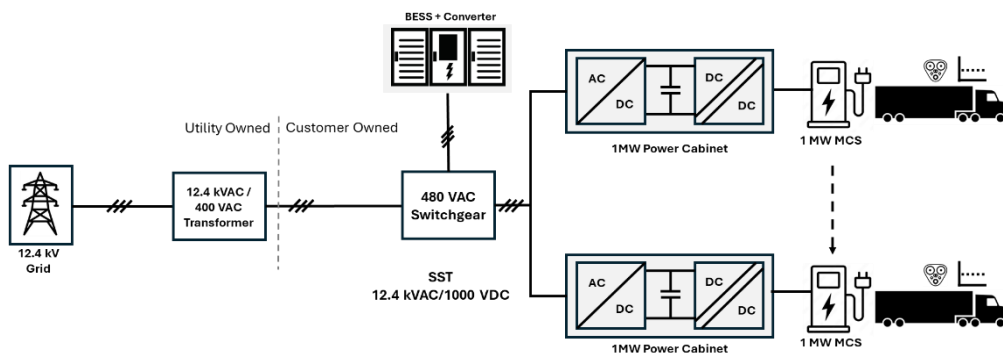 BESS + Converter
Utility Owned
Customer Owned
12.4 kV
Grid
12.4 kVAC /
400 VAC
Transformer
480 VAC
Switchgear
SST
12.4 kVAC/1000 VDC
AC
DC
DC
DC
1MW Power Cabinet
1 MW MCS
AC
DC
DC
DC
1MW Power Cabinet
1 MW MCS